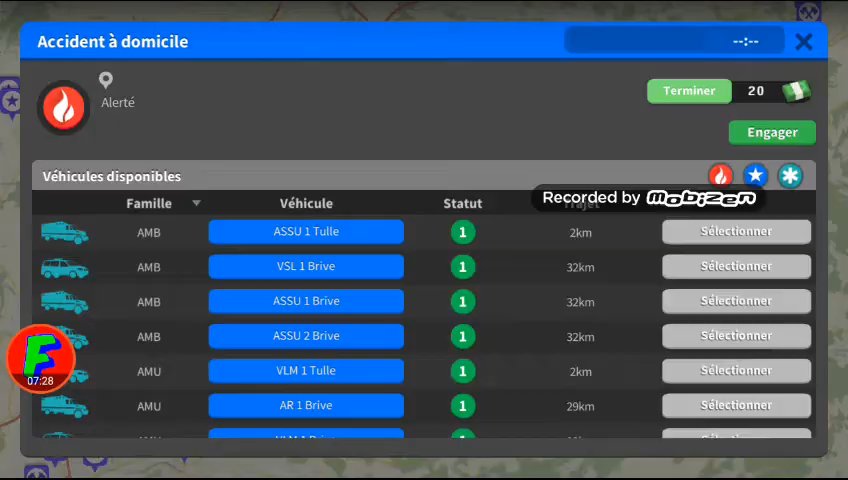 Accident à domicile
--:--
Alerté
Terminer 20
Engager
Véhicules disponibles
Recorded by mobizen
Famille Véhicule Statut Trajet
AMB ASSU 1 Tulle 1 2km Sélectionner
AMB VSL 1 Brive 1 32km Sélectionner
AMB ASSU 1 Brive 1 32km Sélectionner
AMB ASSU 2 Brive 1 32km Sélectionner
F
07:28
AMU VLM 1 Tulle 1 2km Sélectionner
AMU AR 1 Brive 1 29km Sélectionner